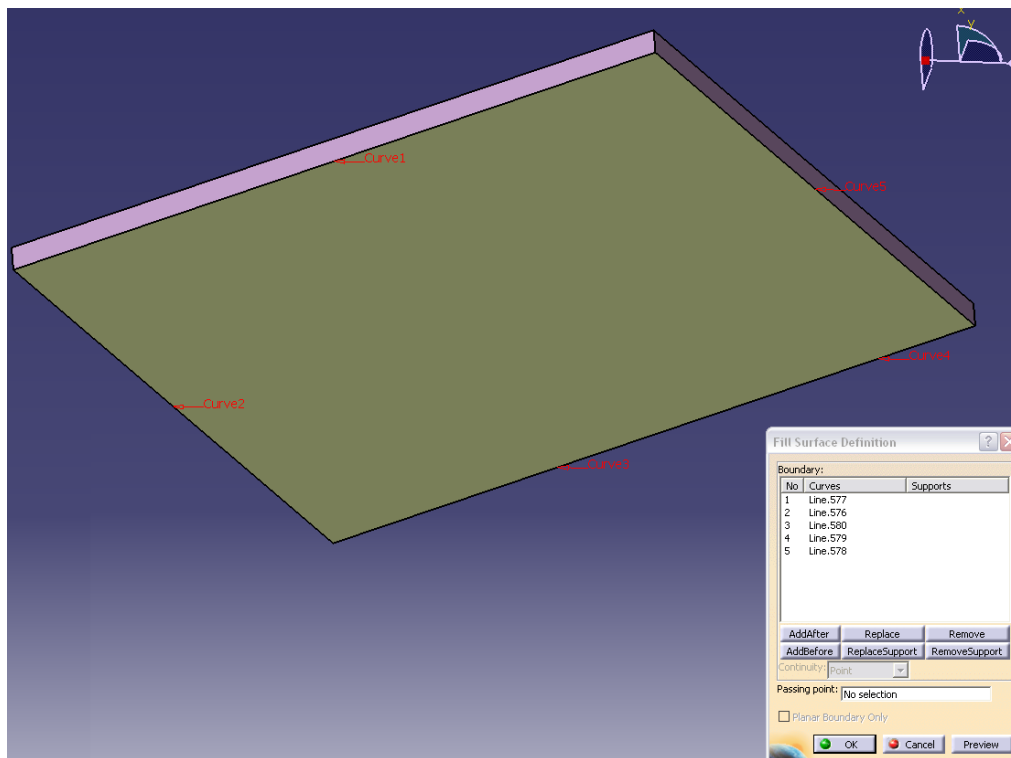 x
y
Curve1
Curve5
Curve4
Curve2
Curve3
Fill Surface Definition
?
Boundary:
No Curves Supports
1 Line.577
2 Line.576
3 Line.580
4 Line.579
5 Line.578
AddAfter Replace Remove
AddBefore ReplaceSupport RemoveSupport
Continuity: Point
Passing point: No selection
Planar Boundary Only
OK Cancel Preview